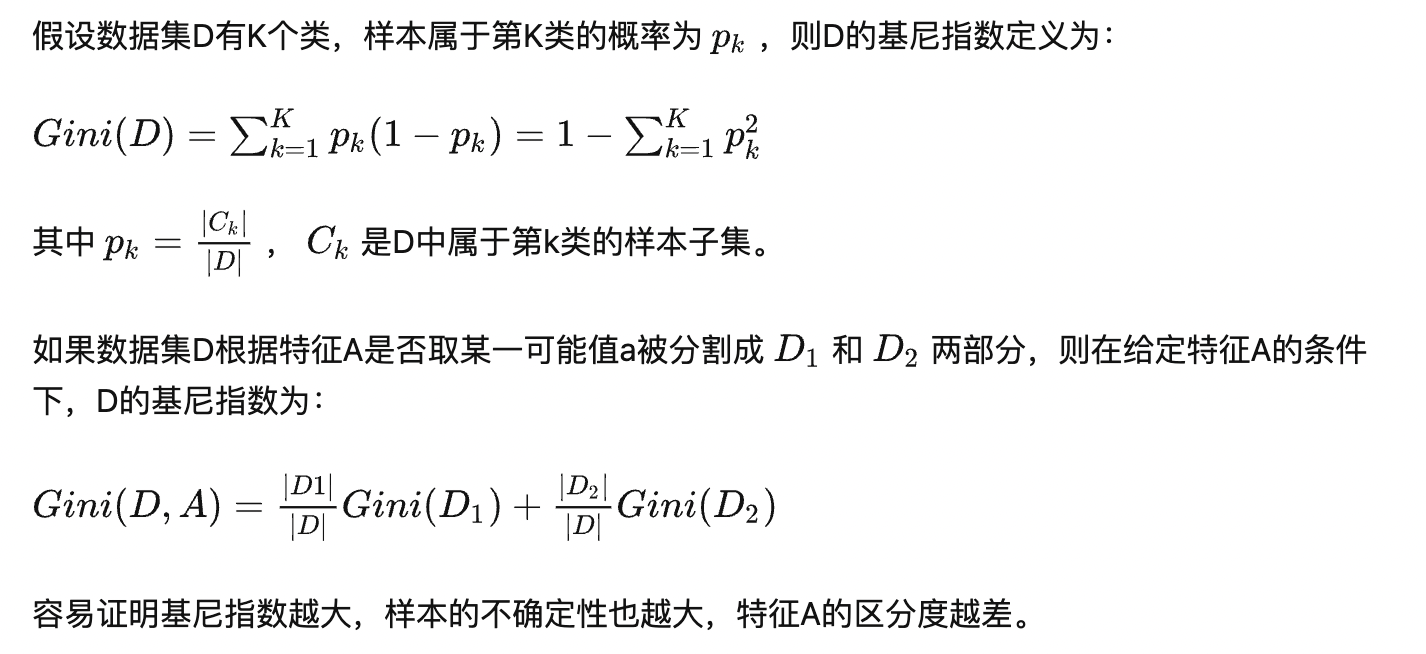 假设数据集D有K个类，样本属于第K类的概率为 $p_k$ ，则D的基尼指数定义为：
$Gini(D) = \sum_{k=1}^{K} p_k(1 - p_k) = 1 - \sum_{k=1}^{K} p_k^2$
其中 $p_k = \frac{|C_k|}{|D|}$ ， $C_k$ 是D中属于第k类的样本子集。
如果数据集D根据特征A是否取某一可能值a被分割成 $D_1$ 和 $D_2$ 两部分，则在给定特征A的条件
下，D的基尼指数为：
$Gini(D, A) = \frac{|D1|}{|D|}Gini(D_1) + \frac{|D_2|}{|D|}Gini(D_2)$
容易证明基尼指数越大，样本的不确定性也越大，特征A的区分度越差。